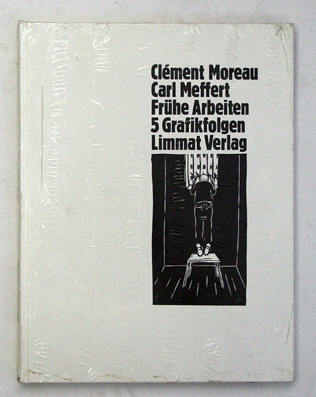 Clément Moreau
Carl Meffert
Frühe Arbeiten
5 Grafikfolgen
Limmat Verlag